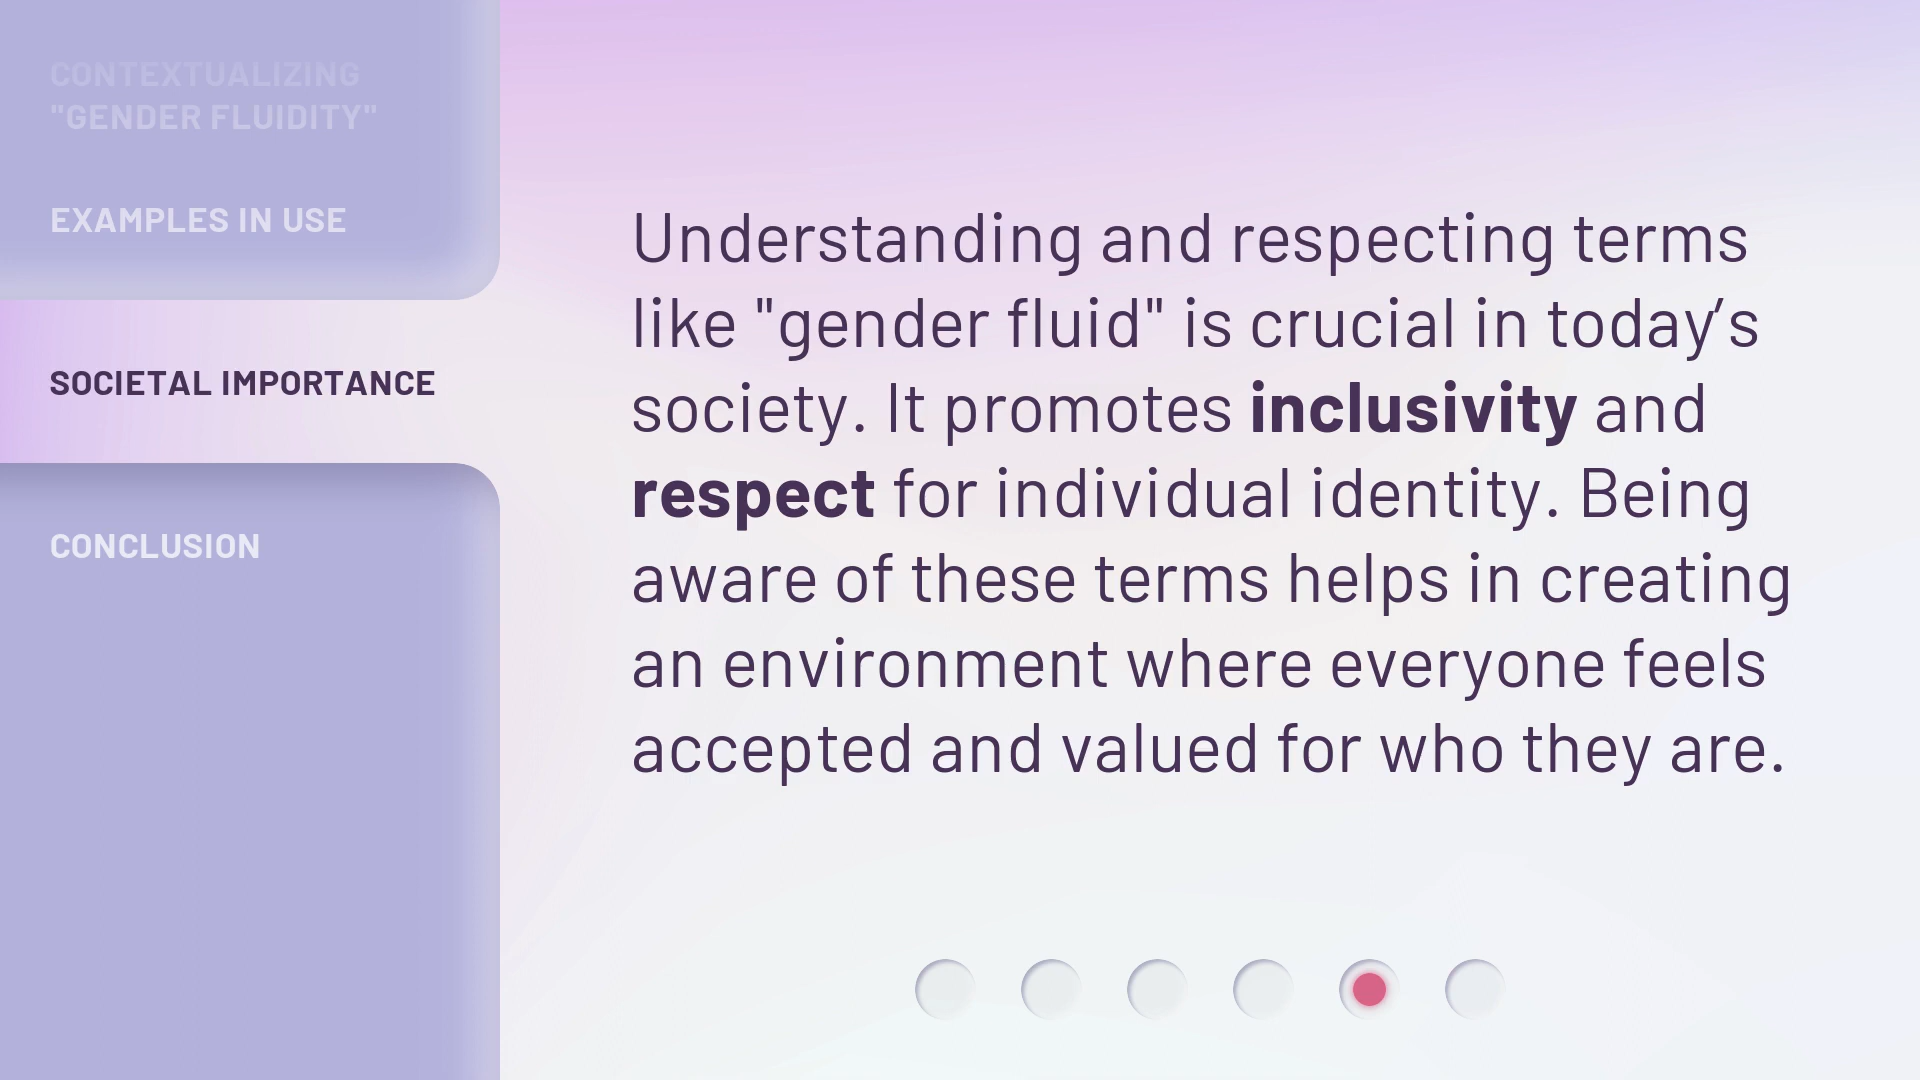 CONTEXTUALIZING
"GENDER FLUIDITY"
EXAMPLES IN USE
SOCIETAL IMPORTANCE
CONCLUSION
Understanding and respecting terms
like "gender fluid" is crucial in today’s
society. It promotes inclusivity and
respect for individual identity. Being
aware of these terms helps in creating
an environment where everyone feels
accepted and valued for who they are.